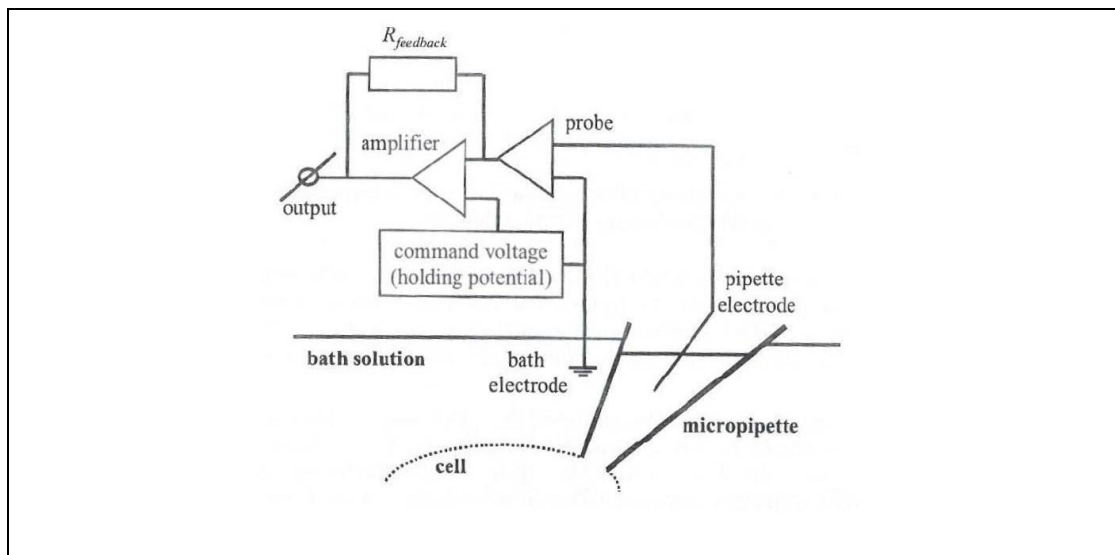 R_feedback
probe
amplifier
output
command voltage
(holding potential)
pipette
electrode
bath solution
bath
electrode
micropipette
cell